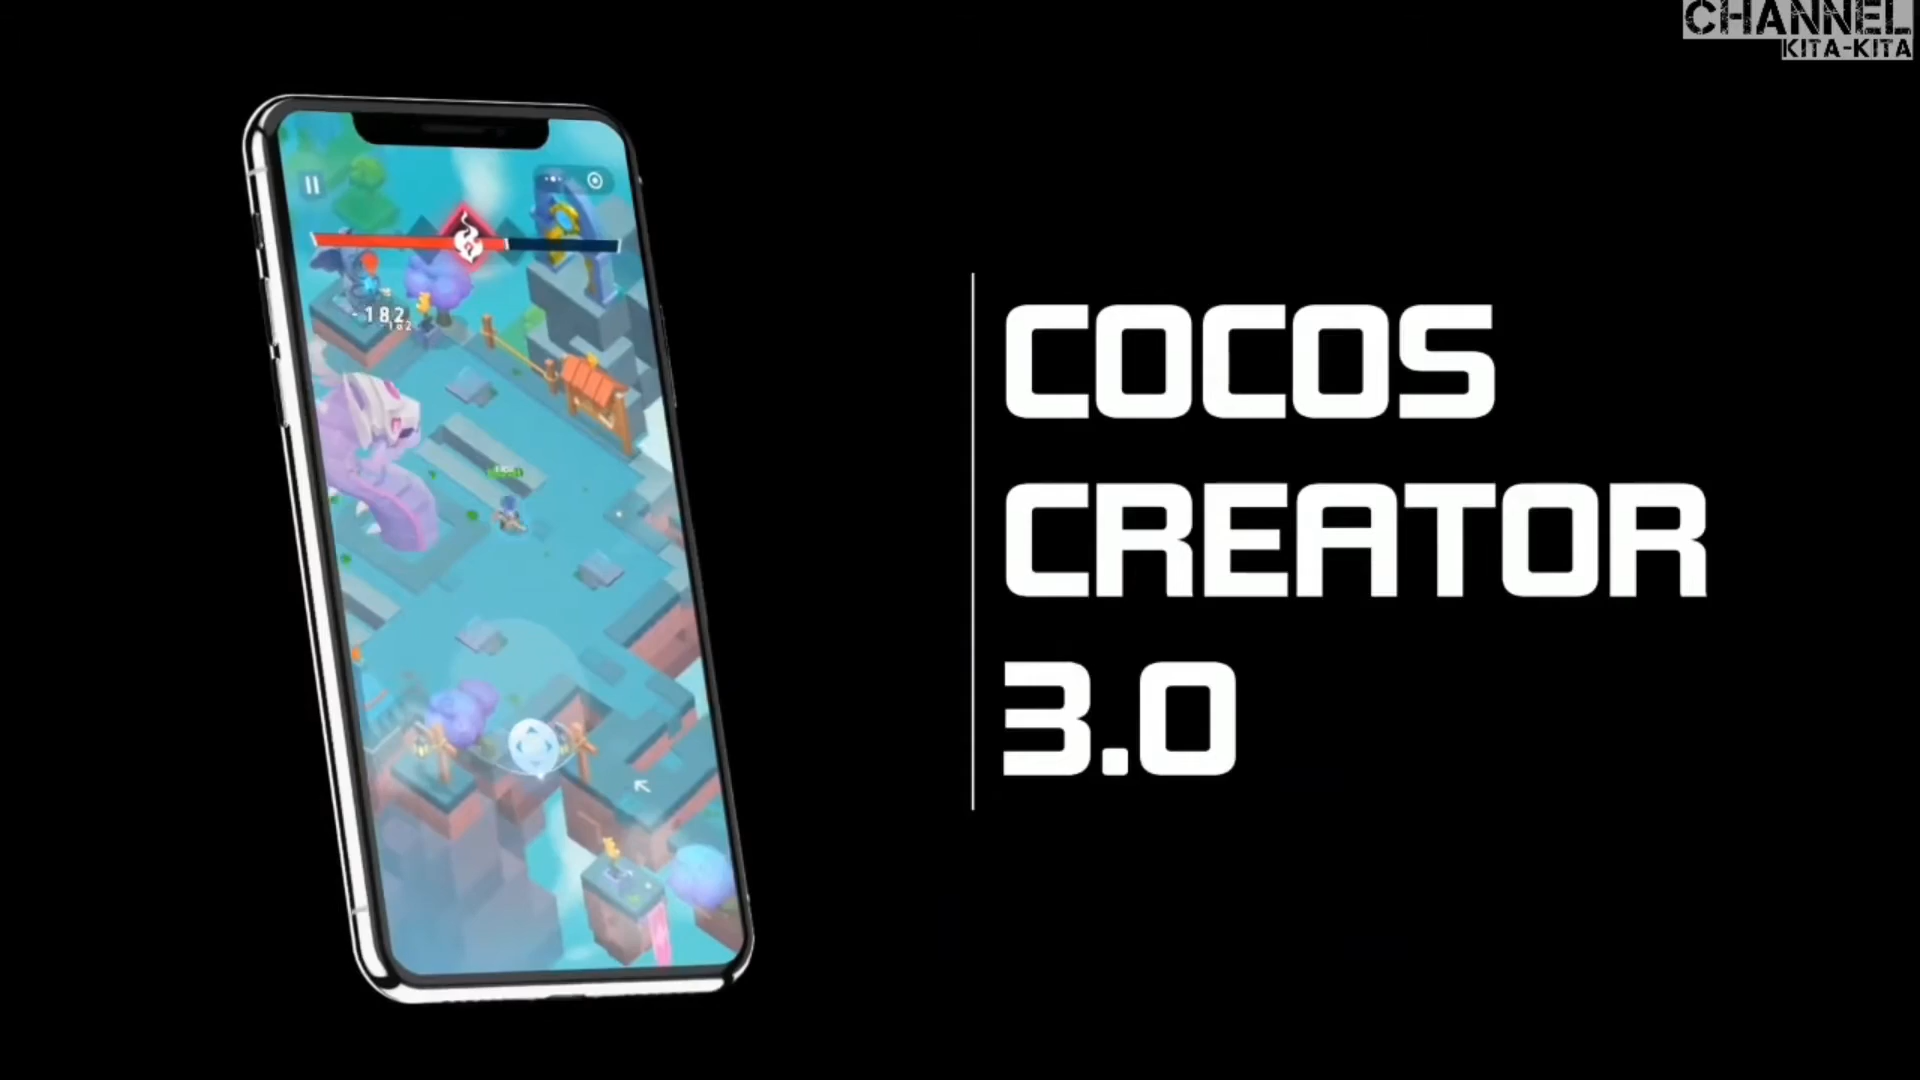 CHANNEL
KITA-KITA
-182
COCOS
CREATOR
3.0